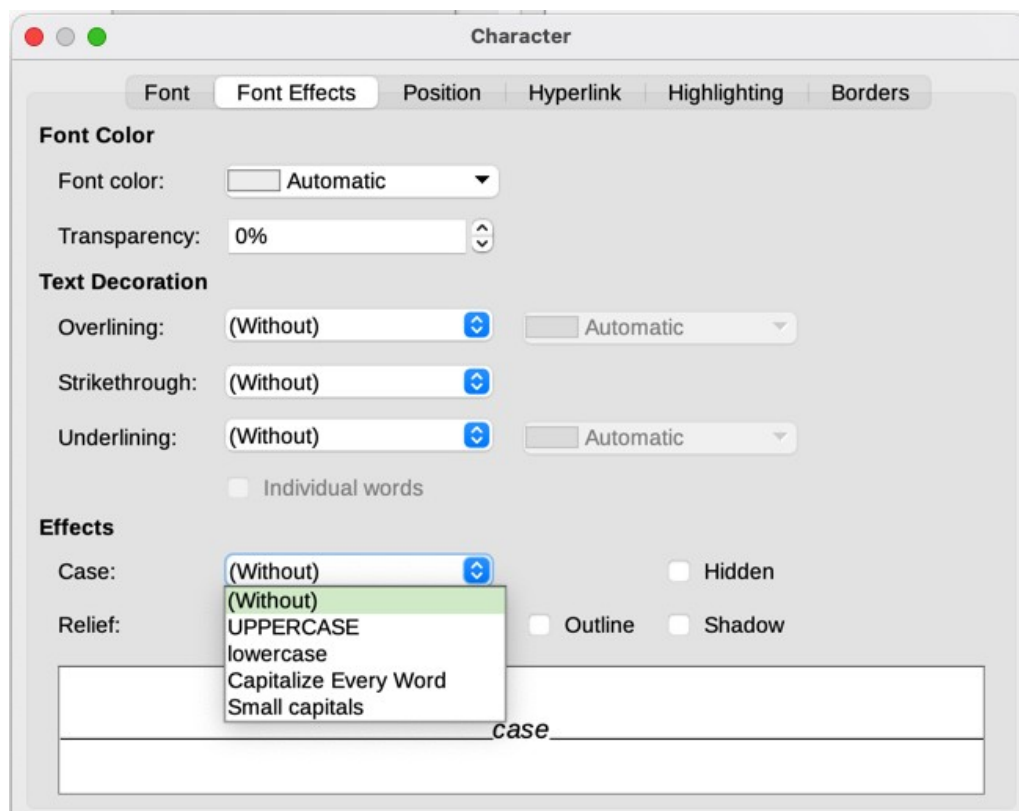 Character
Font Font Effects Position Hyperlink Highlighting Borders
Font Color
Font color: Automatic
Transparency: 0%
Text Decoration
Overlining: (Without) Automatic
Strikethrough: (Without)
Underlining: (Without) Automatic
Individual words
Effects
Case: (Without) Hidden
(Without)
Relief: UPPERCASE Outline Shadow
lowercase
Capitalize Every Word
Small capitals
case